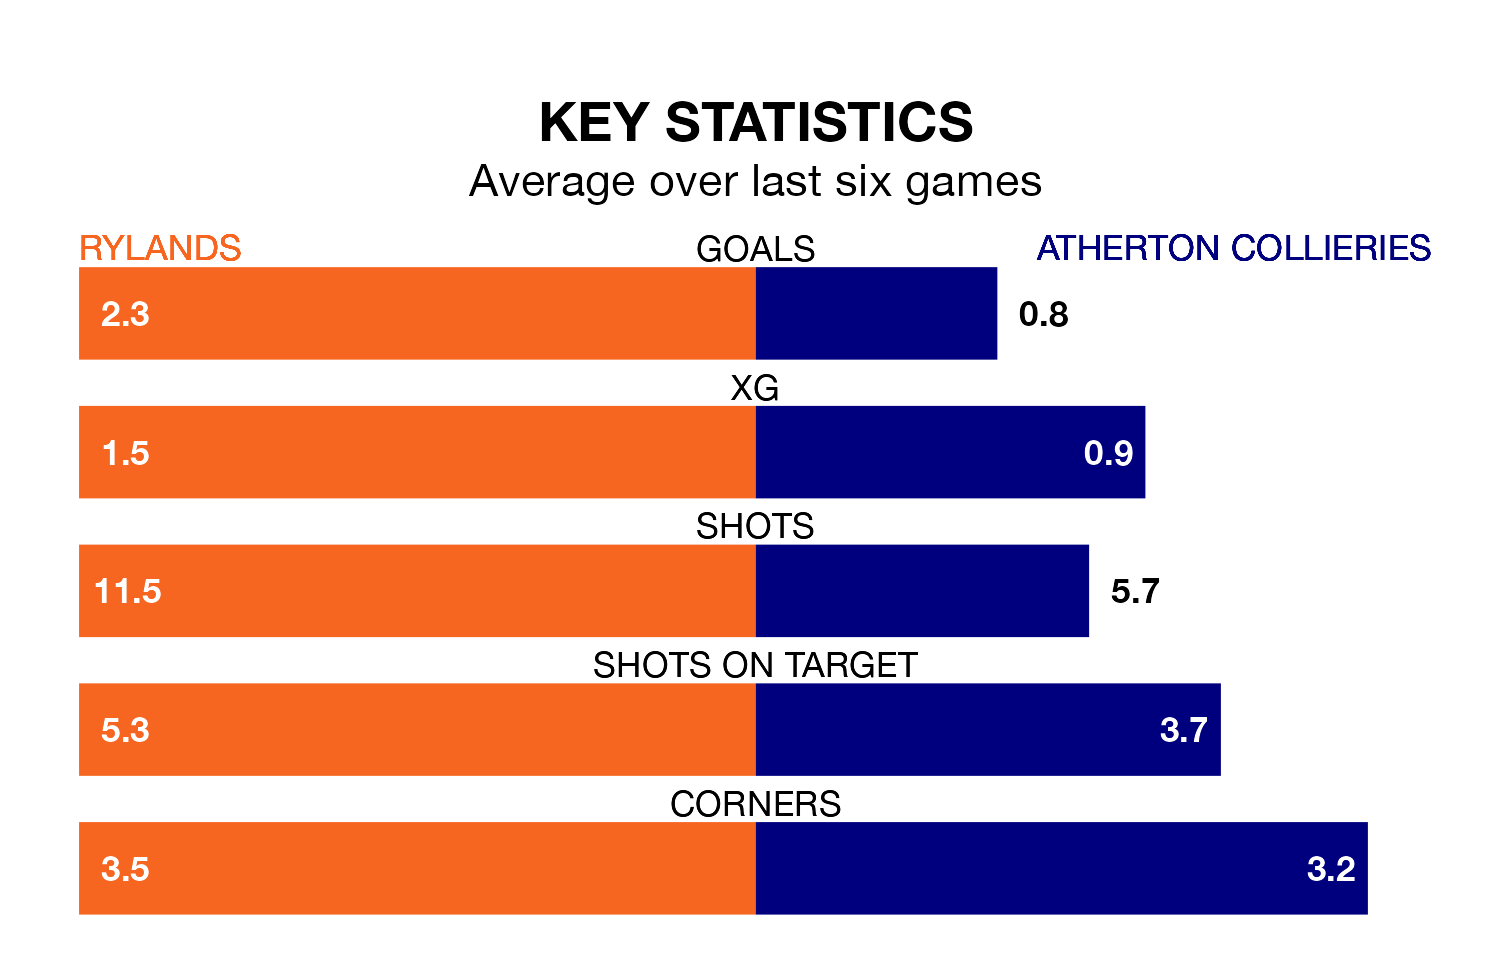 KEY STATISTICS
Average over last six games
RYLANDS GOALS ATHERTON COLLIERIES
2.3 0.8
XG
1.5 0.9
SHOTS
11.5 5.7
SHOTS ON TARGET
5.3 3.7
CORNERS
3.5 3.2